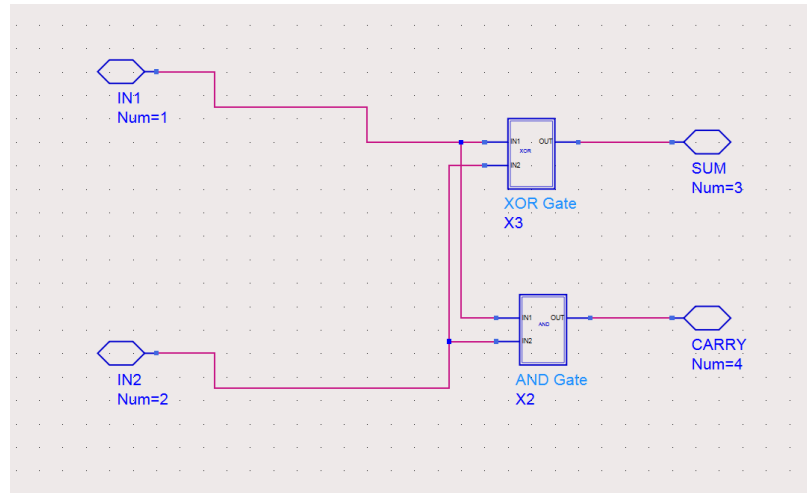 IN1
Num=1
IN1
OUT
XOR
IN2
XOR Gate
X3
SUM
Num=3
IN1
OUT
AND
IN2
AND Gate
X2
CARRY
Num=4
IN2
Num=2